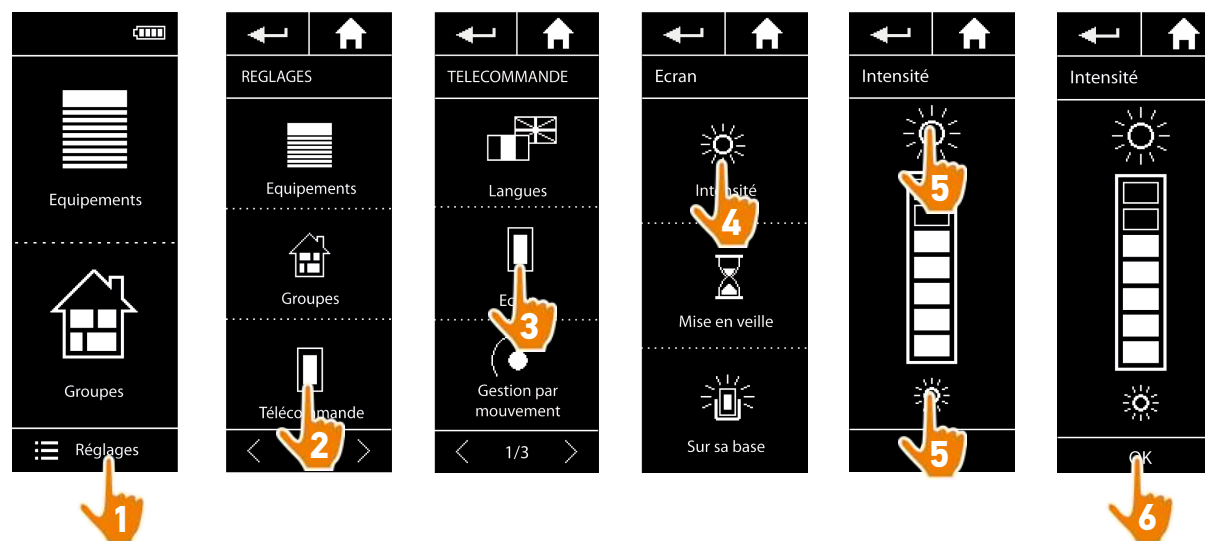 Equipements
Groupes
Réglages
1
REGLAGES
Equipements
Groupes
Télécommande
2
TELECOMMANDE
Langues
3
Gestion par
mouvement
1/3
Ecran
Intensité
4
Mise en veille
Sur sa base
Intensité
5
5
Intensité
OK
6